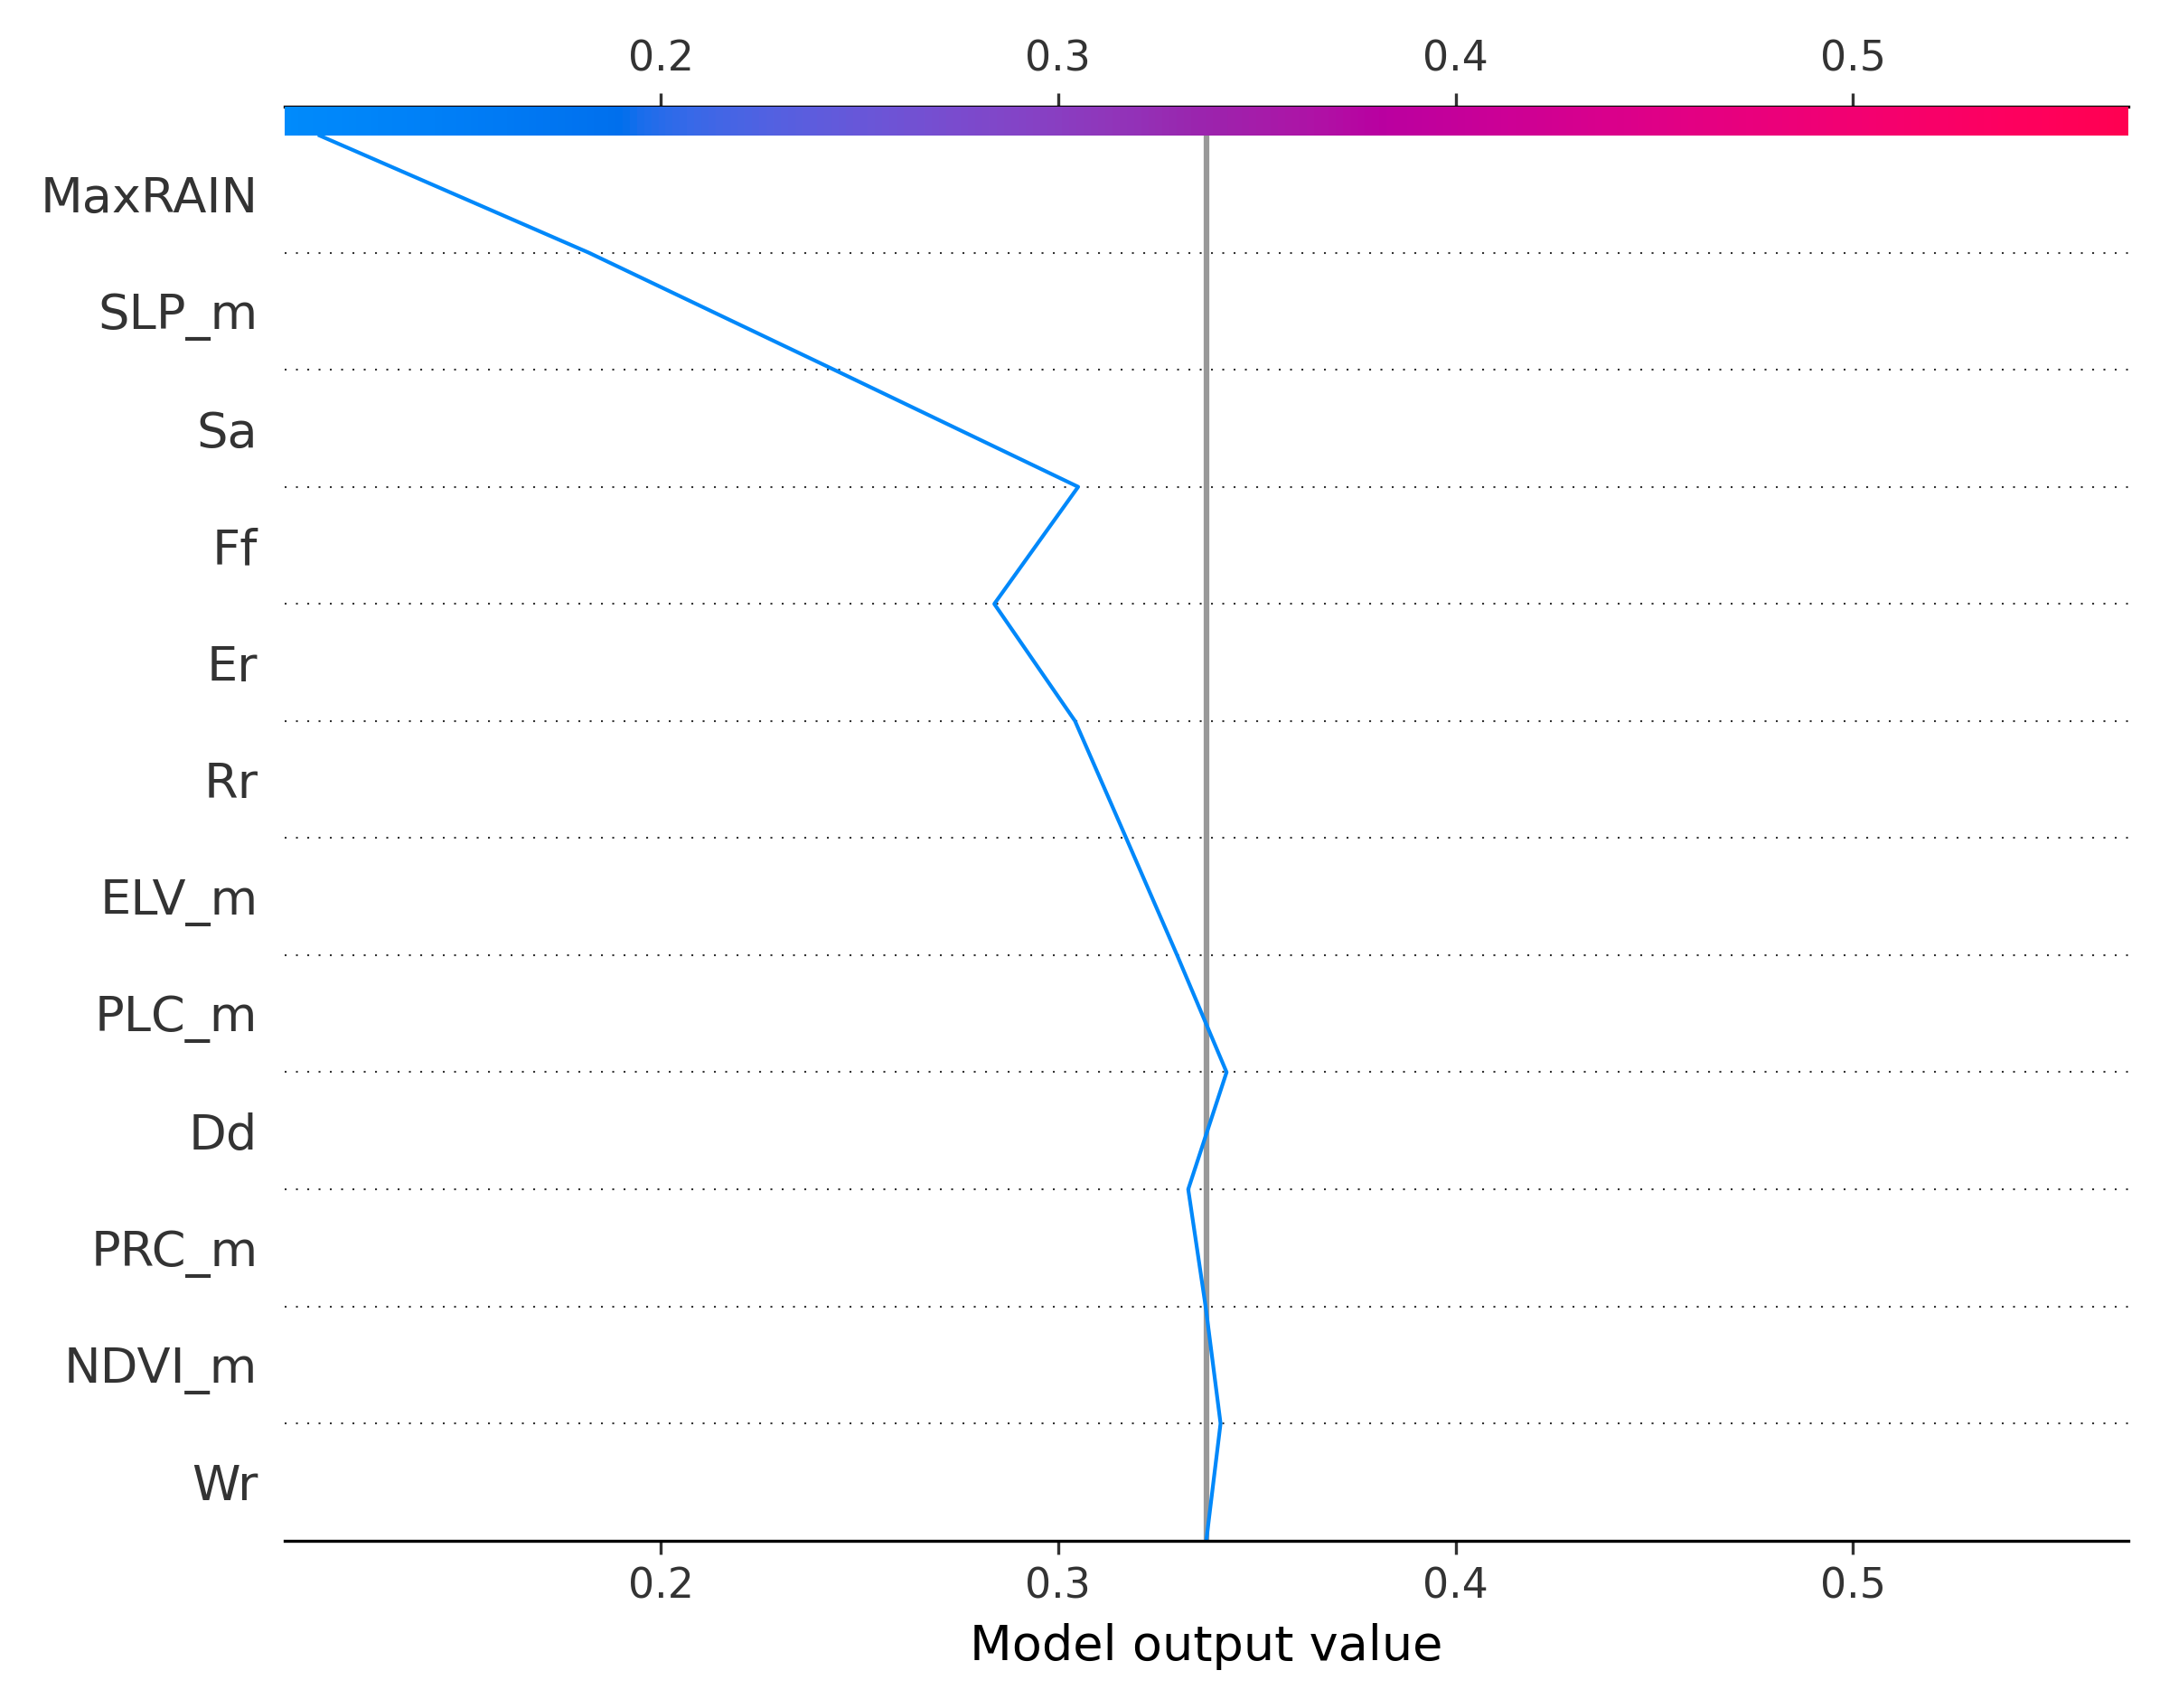 0.2 0.3 0.4 0.5
MaxRAIN
SLP_m
Sa
Ff
Er
Rr
ELV_m
PLC_m
Dd
PRC_m
NDVI_m
Wr
0.2 0.3 0.4 0.5
Model output value